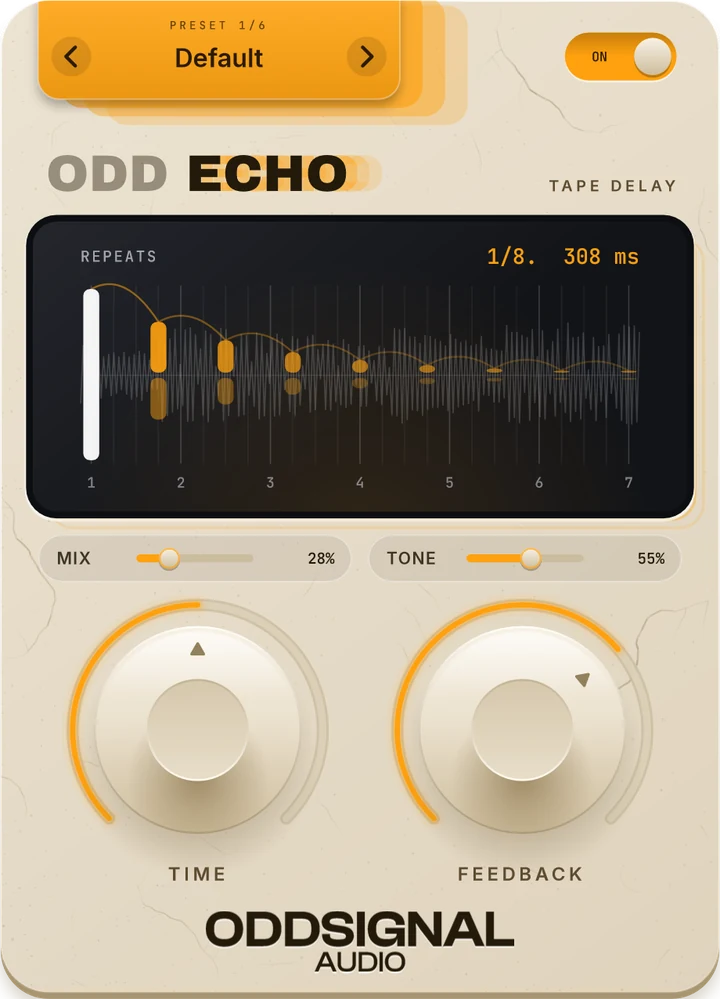 PRESET 1/6
Default
ON
ODD ECHO
TAPE DELAY
REPEATS
1/8. 308 ms
1 2 3 4 5 6 7
MIX 28%
TONE 55%
TIME
FEEDBACK
ODDSIGNAL
AUDIO